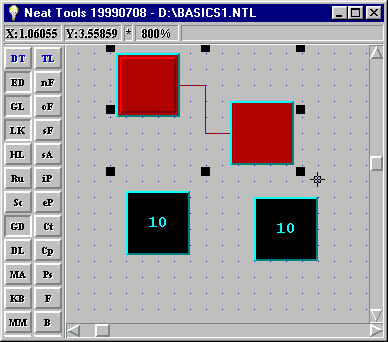 Neat Tools 19990708 - D:\BASICS1.NTL
X:1.06055 Y:3.55859 * 800%
DT TL
ED nF
GL oF
LK sF
HL sA
Ru iP
Sc eP
GD Ct
DL Cp
MA Ps
KB F
MM B
10
10